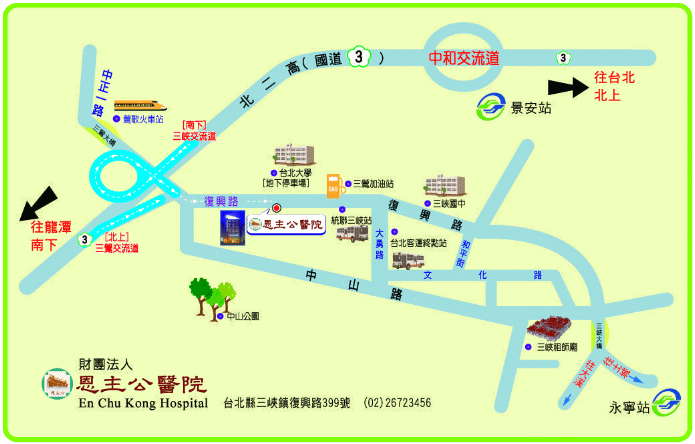 北二高(國道3)
中和交流道
3
往台北
北上
景安站
中正一路
鶯歌火車站
三鶯大橋
[南下]
三峽交流道
台北大學
[地下停車場]
三鶯加油站
三峽國中
復興路
恩主公醫院
統聯三峽站
復興路
大勇路
台北客運終點站
和平街
文化路
往龍潭
南下
3
[北上]
三鶯交流道
中山路
中山公園
三峽祖師廟
三峽大橋
往大溪
往土城
永寧站
財團法人
恩主公醫院
En Chu Kong Hospital
台北縣三峽鎮復興路399號 (02)26723456